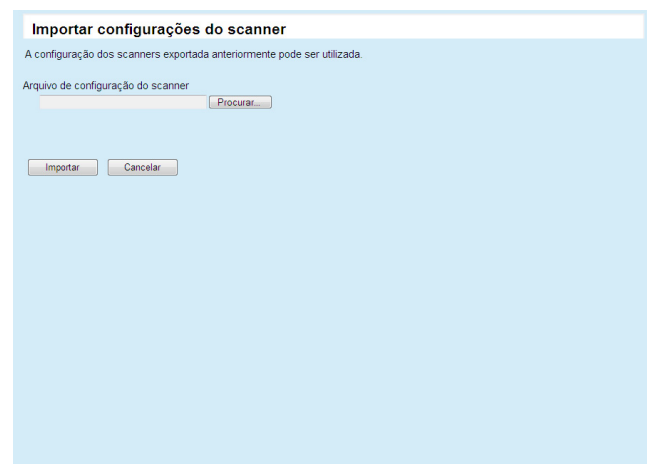 Importar configurações do scanner
A configuração dos scanners exportada anteriormente pode ser utilizada.
Arquivo de configuração do scanner
Procurar...
Importar Cancelar